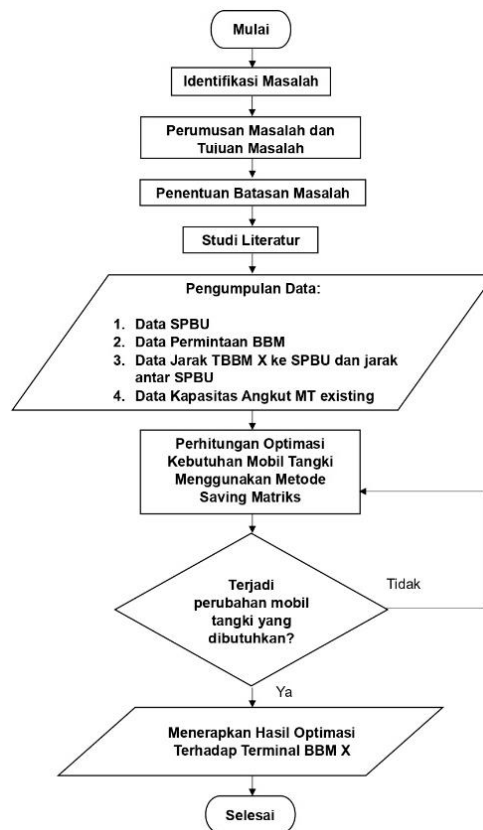 Mulai
Identifikasi Masalah
Perumusan Masalah dan
Tujuan Masalah
Penentuan Batasan Masalah
Studi Literatur
Pengumpulan Data:
1. Data SPBU
2. Data Permintaan BBM
3. Data Jarak TBBM X ke SPBU dan jarak
antar SPBU
4. Data Kapasitas Angkut MT existing
Perhitungan Optimasi
Kebutuhan Mobil Tangki
Menggunakan Metode
Saving Matriks
Terjadi
perubahan mobil
tangki yang
dibutuhkan?
Tidak
Ya
Menerapkan Hasil Optimasi
Terhadap Terminal BBM X
Selesai